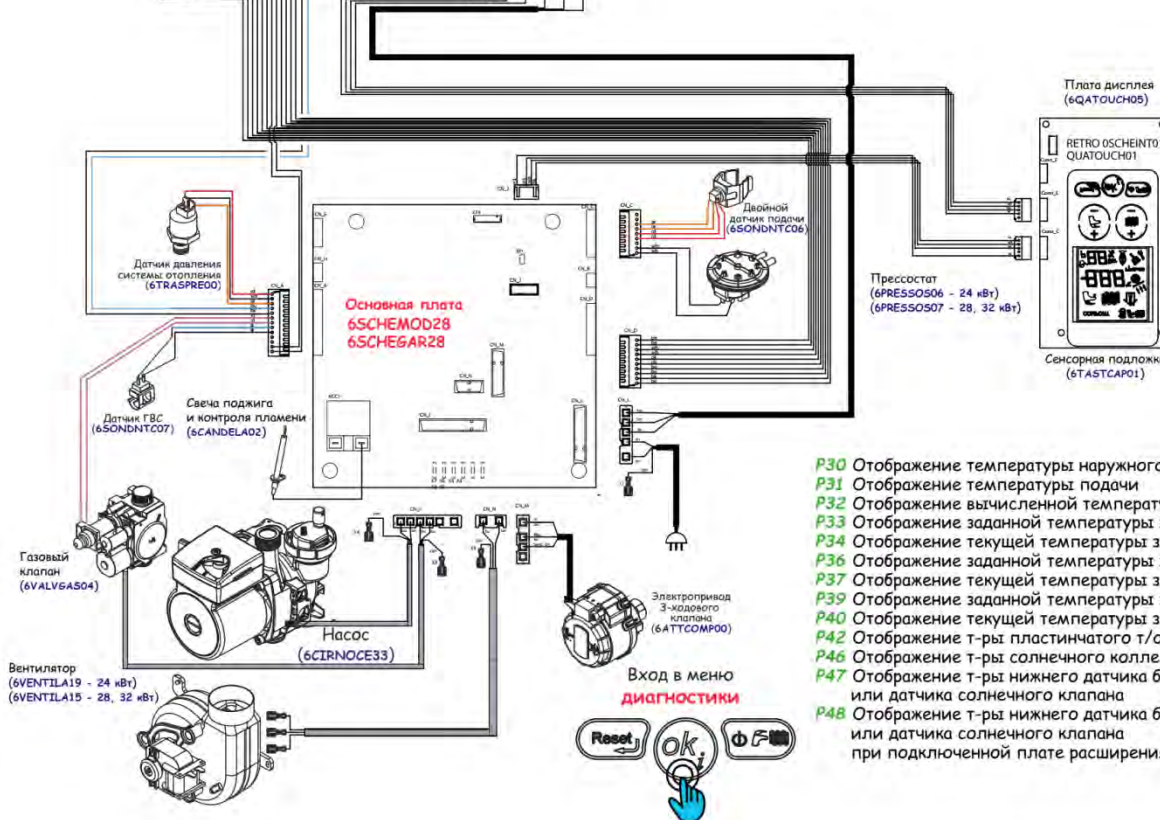 Плата дисплея
(6QATOUCH05)
RETRO 0SCHEINT0
QUATOUCH01
Conn_C
Датчик давления
системы отопления
(6TRASPRE00)
CN_A
Основная плата
6SCHEMOD28
6SCHEGAR28
Двойной
датчик подачи
(6SONDNTC06)
Прессостат
(6PRESSOS06 - 24 кВт)
(6PRESSOS07 - 28, 32 кВт)
Сенсорная подложк
(6TASTCAP01)
Датчик ГВС
(6SONDNTC07)
Свеча поджига
и контроля пламени
(6CANDELA02)
Газовый
клапан
(6VALVGAS04)
Насос
(6CIRNOCE33)
Электропривод
3-ходового
клапана
(6ATTCOMP00)
Вентилятор
(6VENTILA19 - 24 кВт)
(6VENTILA15 - 28, 32 кВт)
Вход в меню
диагностики
Reset
ok
i
P30 Отображение температуры наружного
P31 Отображение температуры подачи
P32 Отображение вычисленной температ
P33 Отображение заданной температуры
P34 Отображение текущей температуры з
P36 Отображение заданной температуры
P37 Отображение текущей температуры з
P39 Отображение заданной температуры
P40 Отображение текущей температуры з
P42 Отображение т-ры пластинчатого т/о
P46 Отображение т-ры солнечного колле
P47 Отображение т-ры нижнего датчика б
или датчика солнечного клапана
P48 Отображение т-ры нижнего датчика б
или датчика солнечного клапана
при подключенной плате расширени